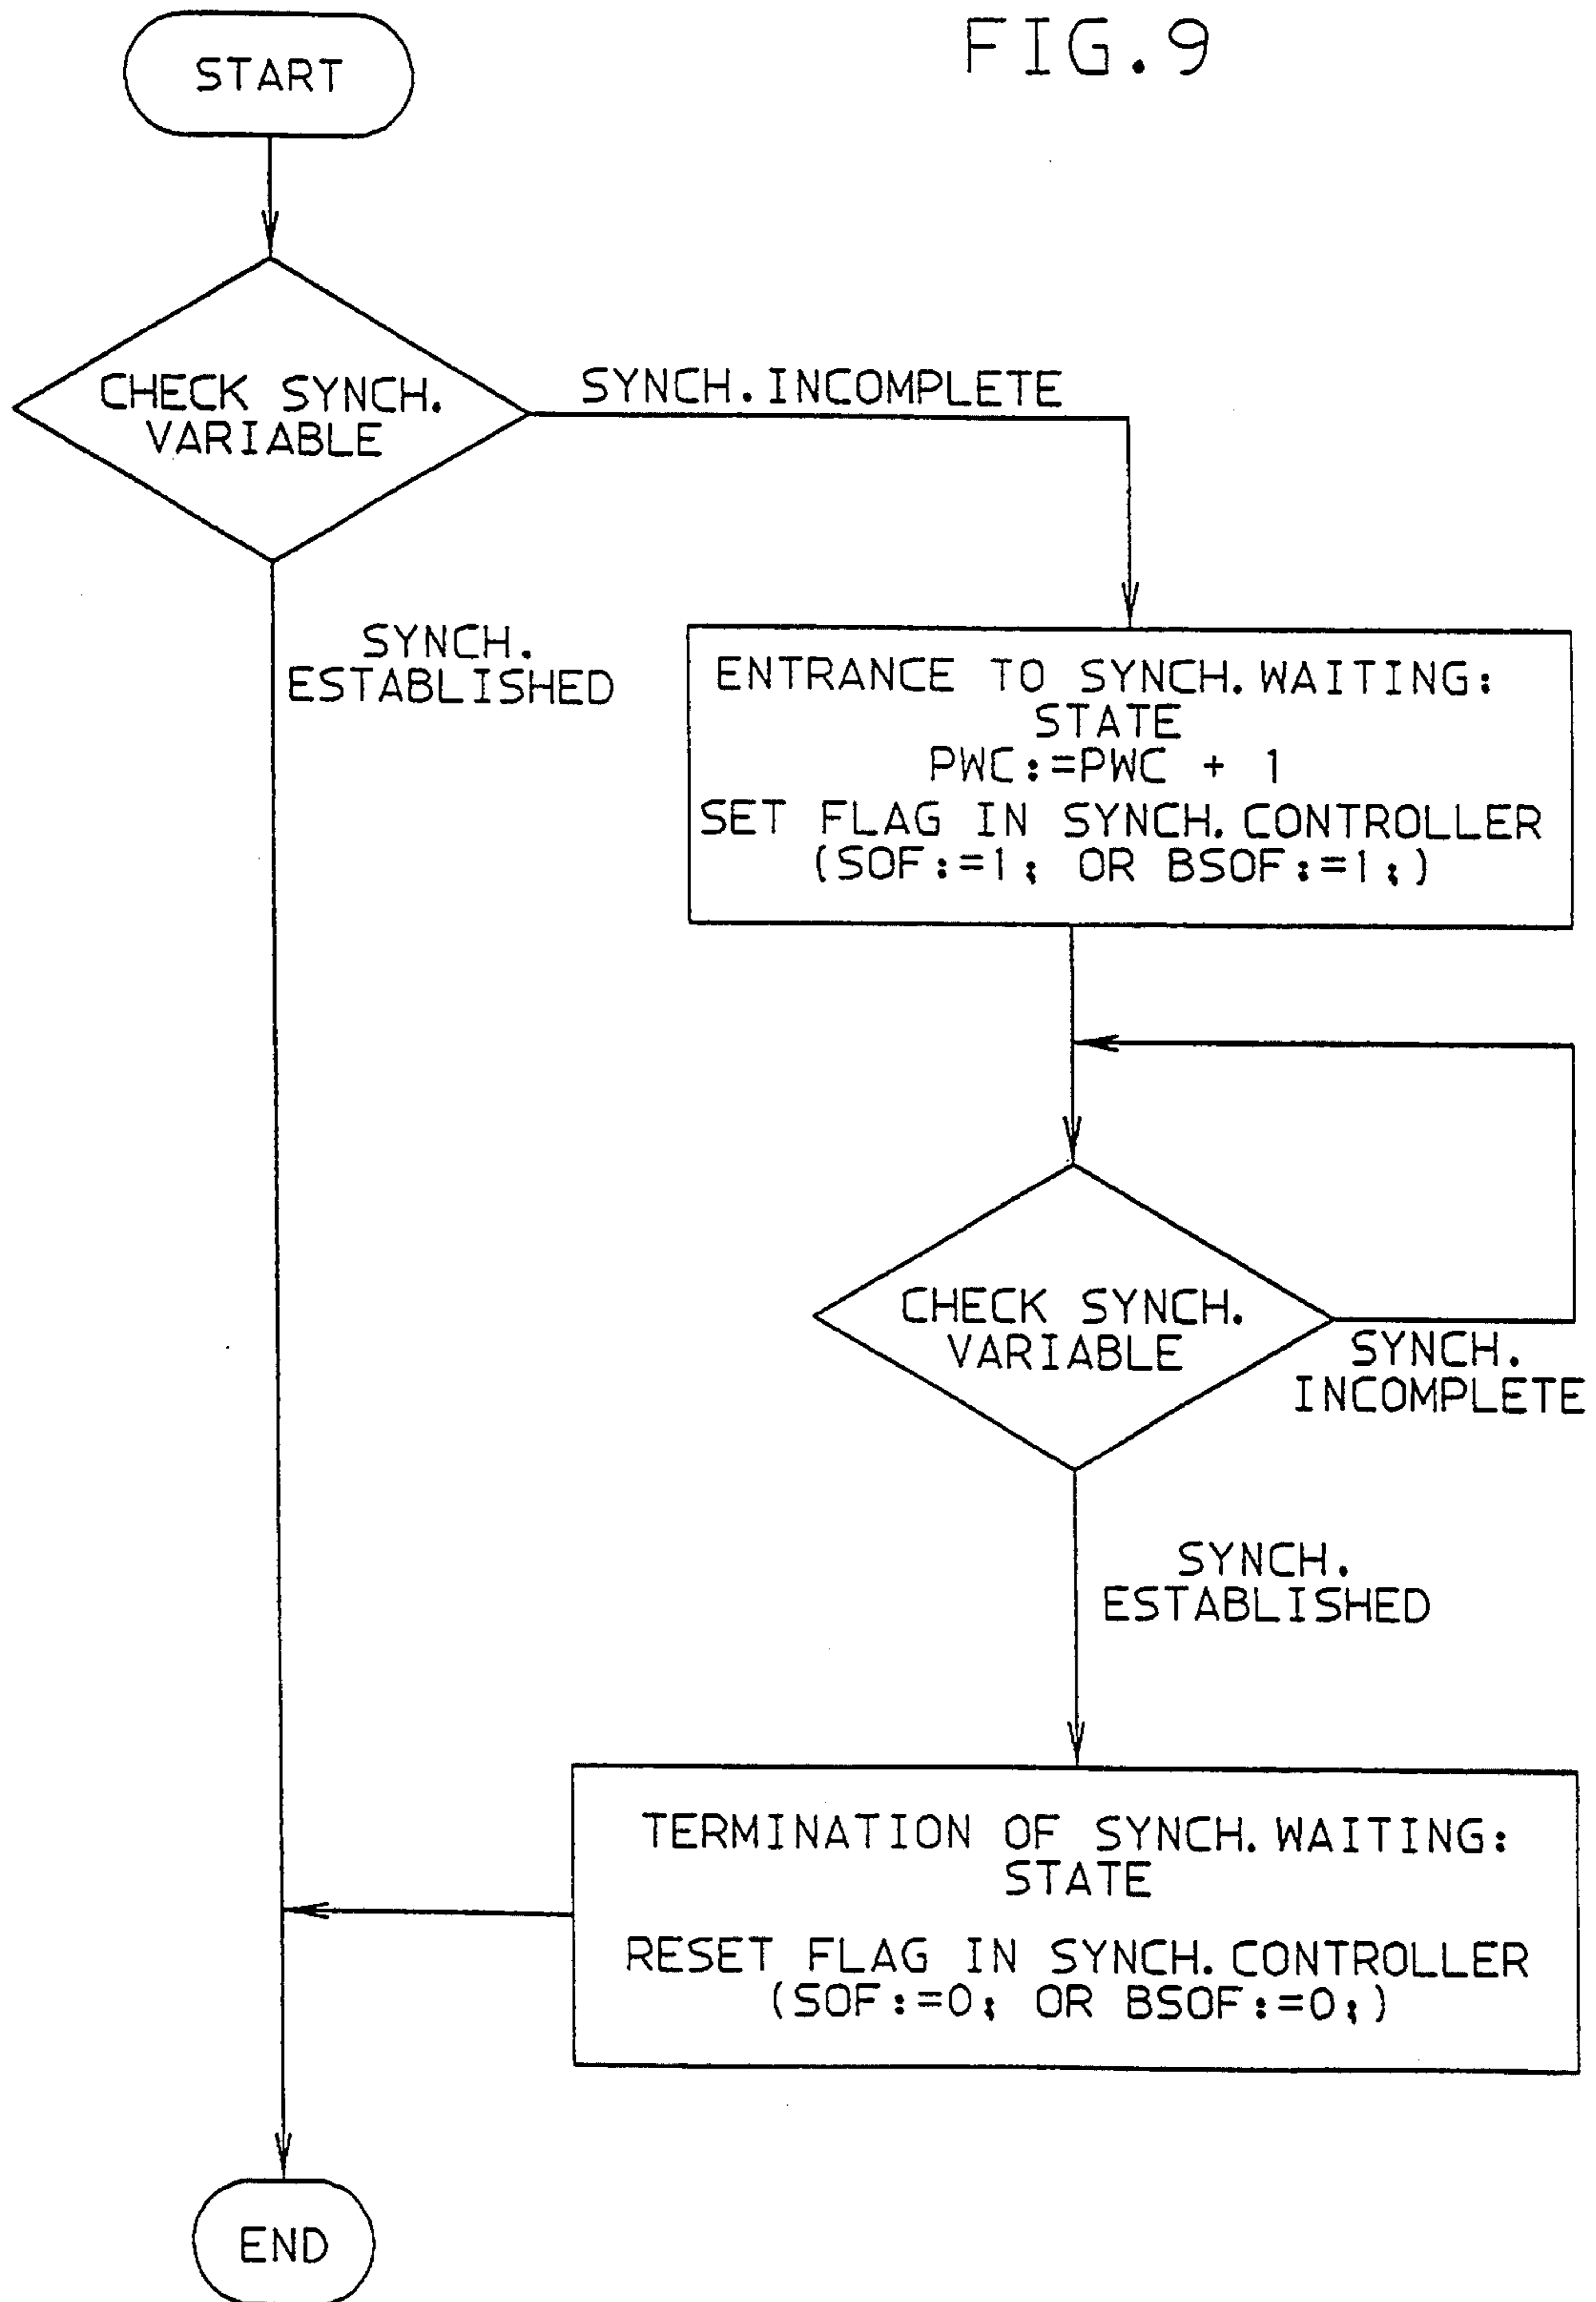 FIG.9
START
CHECK SYNCH.
VARIABLE
SYNCH.INCOMPLETE
SYNCH.
ESTABLISHED
ENTRANCE TO SYNCH.WAITING:
STATE
PWC:=PWC + 1
SET FLAG IN SYNCH.CONTROLLER
(SOF:=1; OR BSOF:=1;)
CHECK SYNCH.
VARIABLE
SYNCH.
INCOMPLETE
SYNCH.
ESTABLISHED
TERMINATION OF SYNCH.WAITING:
STATE
RESET FLAG IN SYNCH.CONTROLLER
(SOF:=0; OR BSOF:=0;)
END